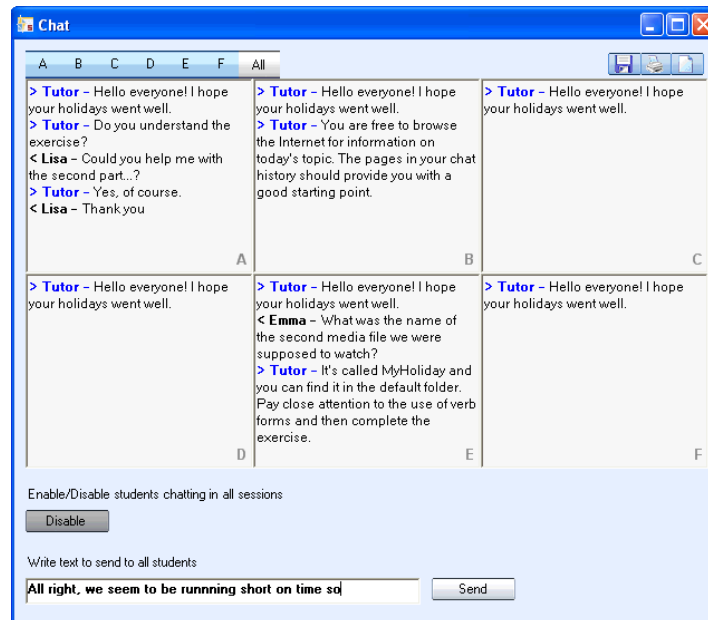 Chat
A B C D E F All
> Tutor – Hello everyone! I hope
your holidays went well.
> Tutor – Do you understand the
exercise?
< Lisa – Could you help me with
the second part...?
> Tutor – Yes, of course.
< Lisa – Thank you
A
> Tutor – Hello everyone! I hope
your holidays went well.
> Tutor – You are free to browse
the Internet for information on
today's topic. The pages in your chat
history should provide you with a
good starting point.
B
> Tutor – Hello everyone! I hope
your holidays went well.
C
> Tutor – Hello everyone! I hope
your holidays went well.
D
> Tutor – Hello everyone! I hope
your holidays went well.
< Emma – What was the name of
the second media file we were
supposed to watch?
> Tutor – It's called MyHoliday and
you can find it in the default folder.
Pay close attention to the use of verb
forms and then complete the
exercise.
E
> Tutor – Hello everyone! I hope
your holidays went well.
F
Enable/Disable students chatting in all sessions
Disable
Write text to send to all students
All right, we seem to be runnning short on time so
Send